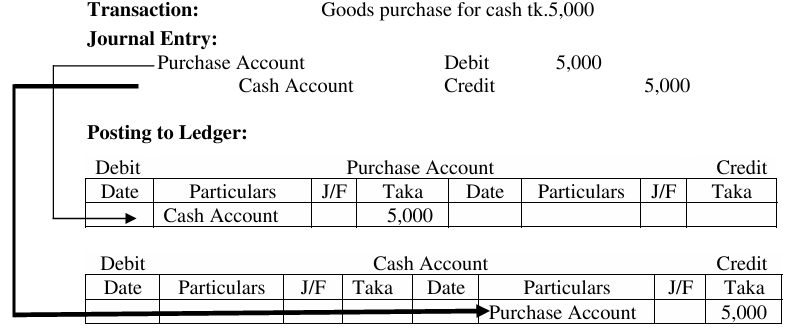 Transaction: Goods purchase for cash tk.5,000
Journal Entry:
Purchase Account Debit 5,000
Cash Account Credit 5,000
Posting to Ledger:
Debit Purchase Account Credit
Date Particulars J/F Taka Date Particulars J/F Taka
Cash Account 5,000
Debit Cash Account Credit
Date Particulars J/F Taka Date Particulars J/F Taka
Purchase Account 5,000